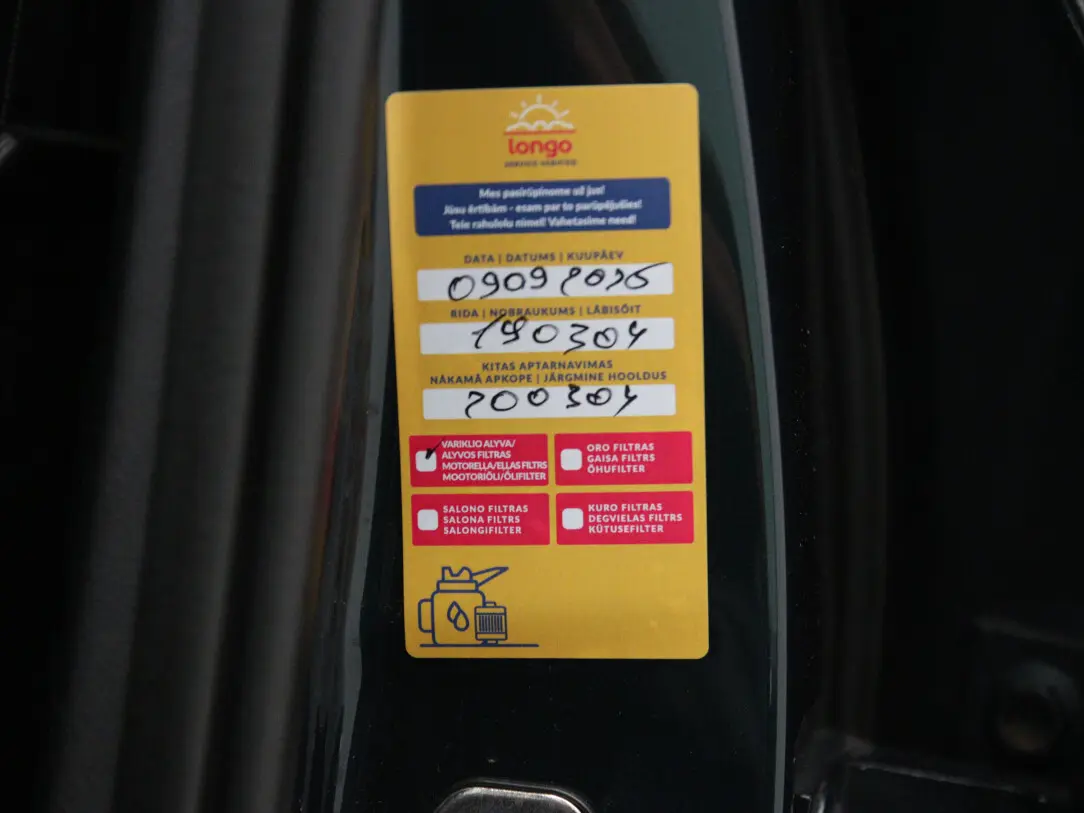 longo
Mes pasirūpinome už jus!
Jūsu ērtībām - esam par to parūpējušies!
Teie rahulolu nimel! Vahetasime need!
DATA | DATUMS | KUUPÄEV
09092025
RIDA | NOBRAUKUMS | LÄBISÕIT
190304
KITAS APTARNAVIMAS
NĀKAMĀ APKOPE | JÄRGMINE HOOLDUS
200304
VARIKLIO ALYVA/
ALYVOS FILTRAS
MOTOREĻĻA/EĻĻAS FILTRS
MOOTORIÕLI/ÕLIFILTER
ORO FILTRAS
GAISA FILTRS
ÕHUFILTER
SALONO FILTRAS
SALONA FILTRS
SALONGIFILTER
KURO FILTRAS
DEGVIELAS FILTRS
KÜTUSEFILTER